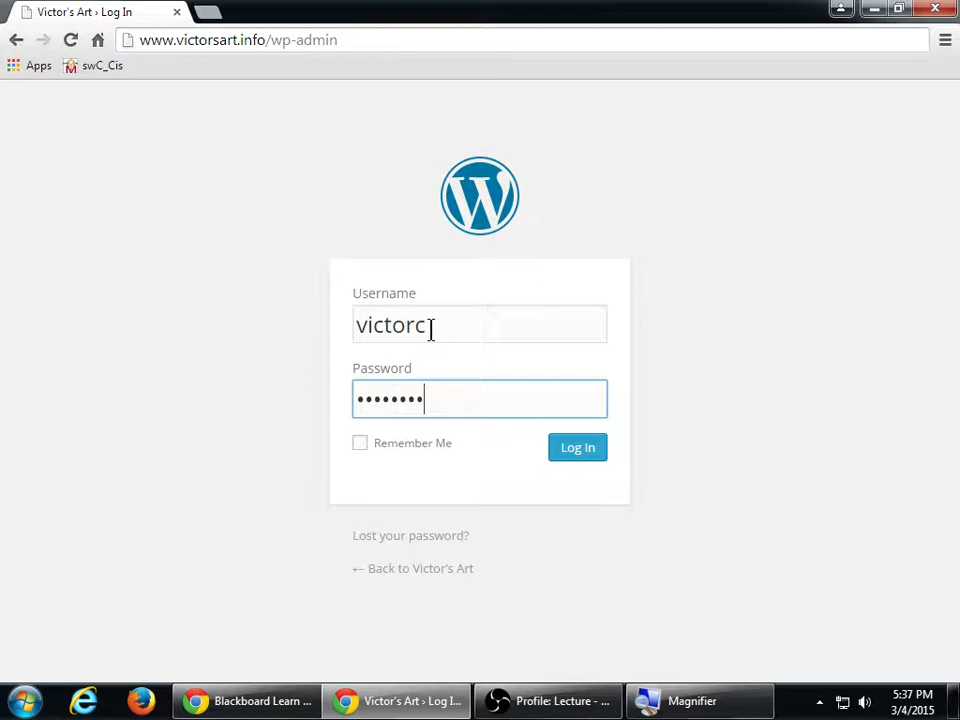 Victor's Art › Log In
www.victorsart.info/wp-admin
Apps
swC_Cis
Username
victorc
Password
••••••••
Remember Me
Log In
Lost your password?
← Back to Victor's Art
Blackboard Learn ...
Victor's Art › Log I...
Profile: Lecture - ...
Magnifier
5:37 PM
3/4/2015